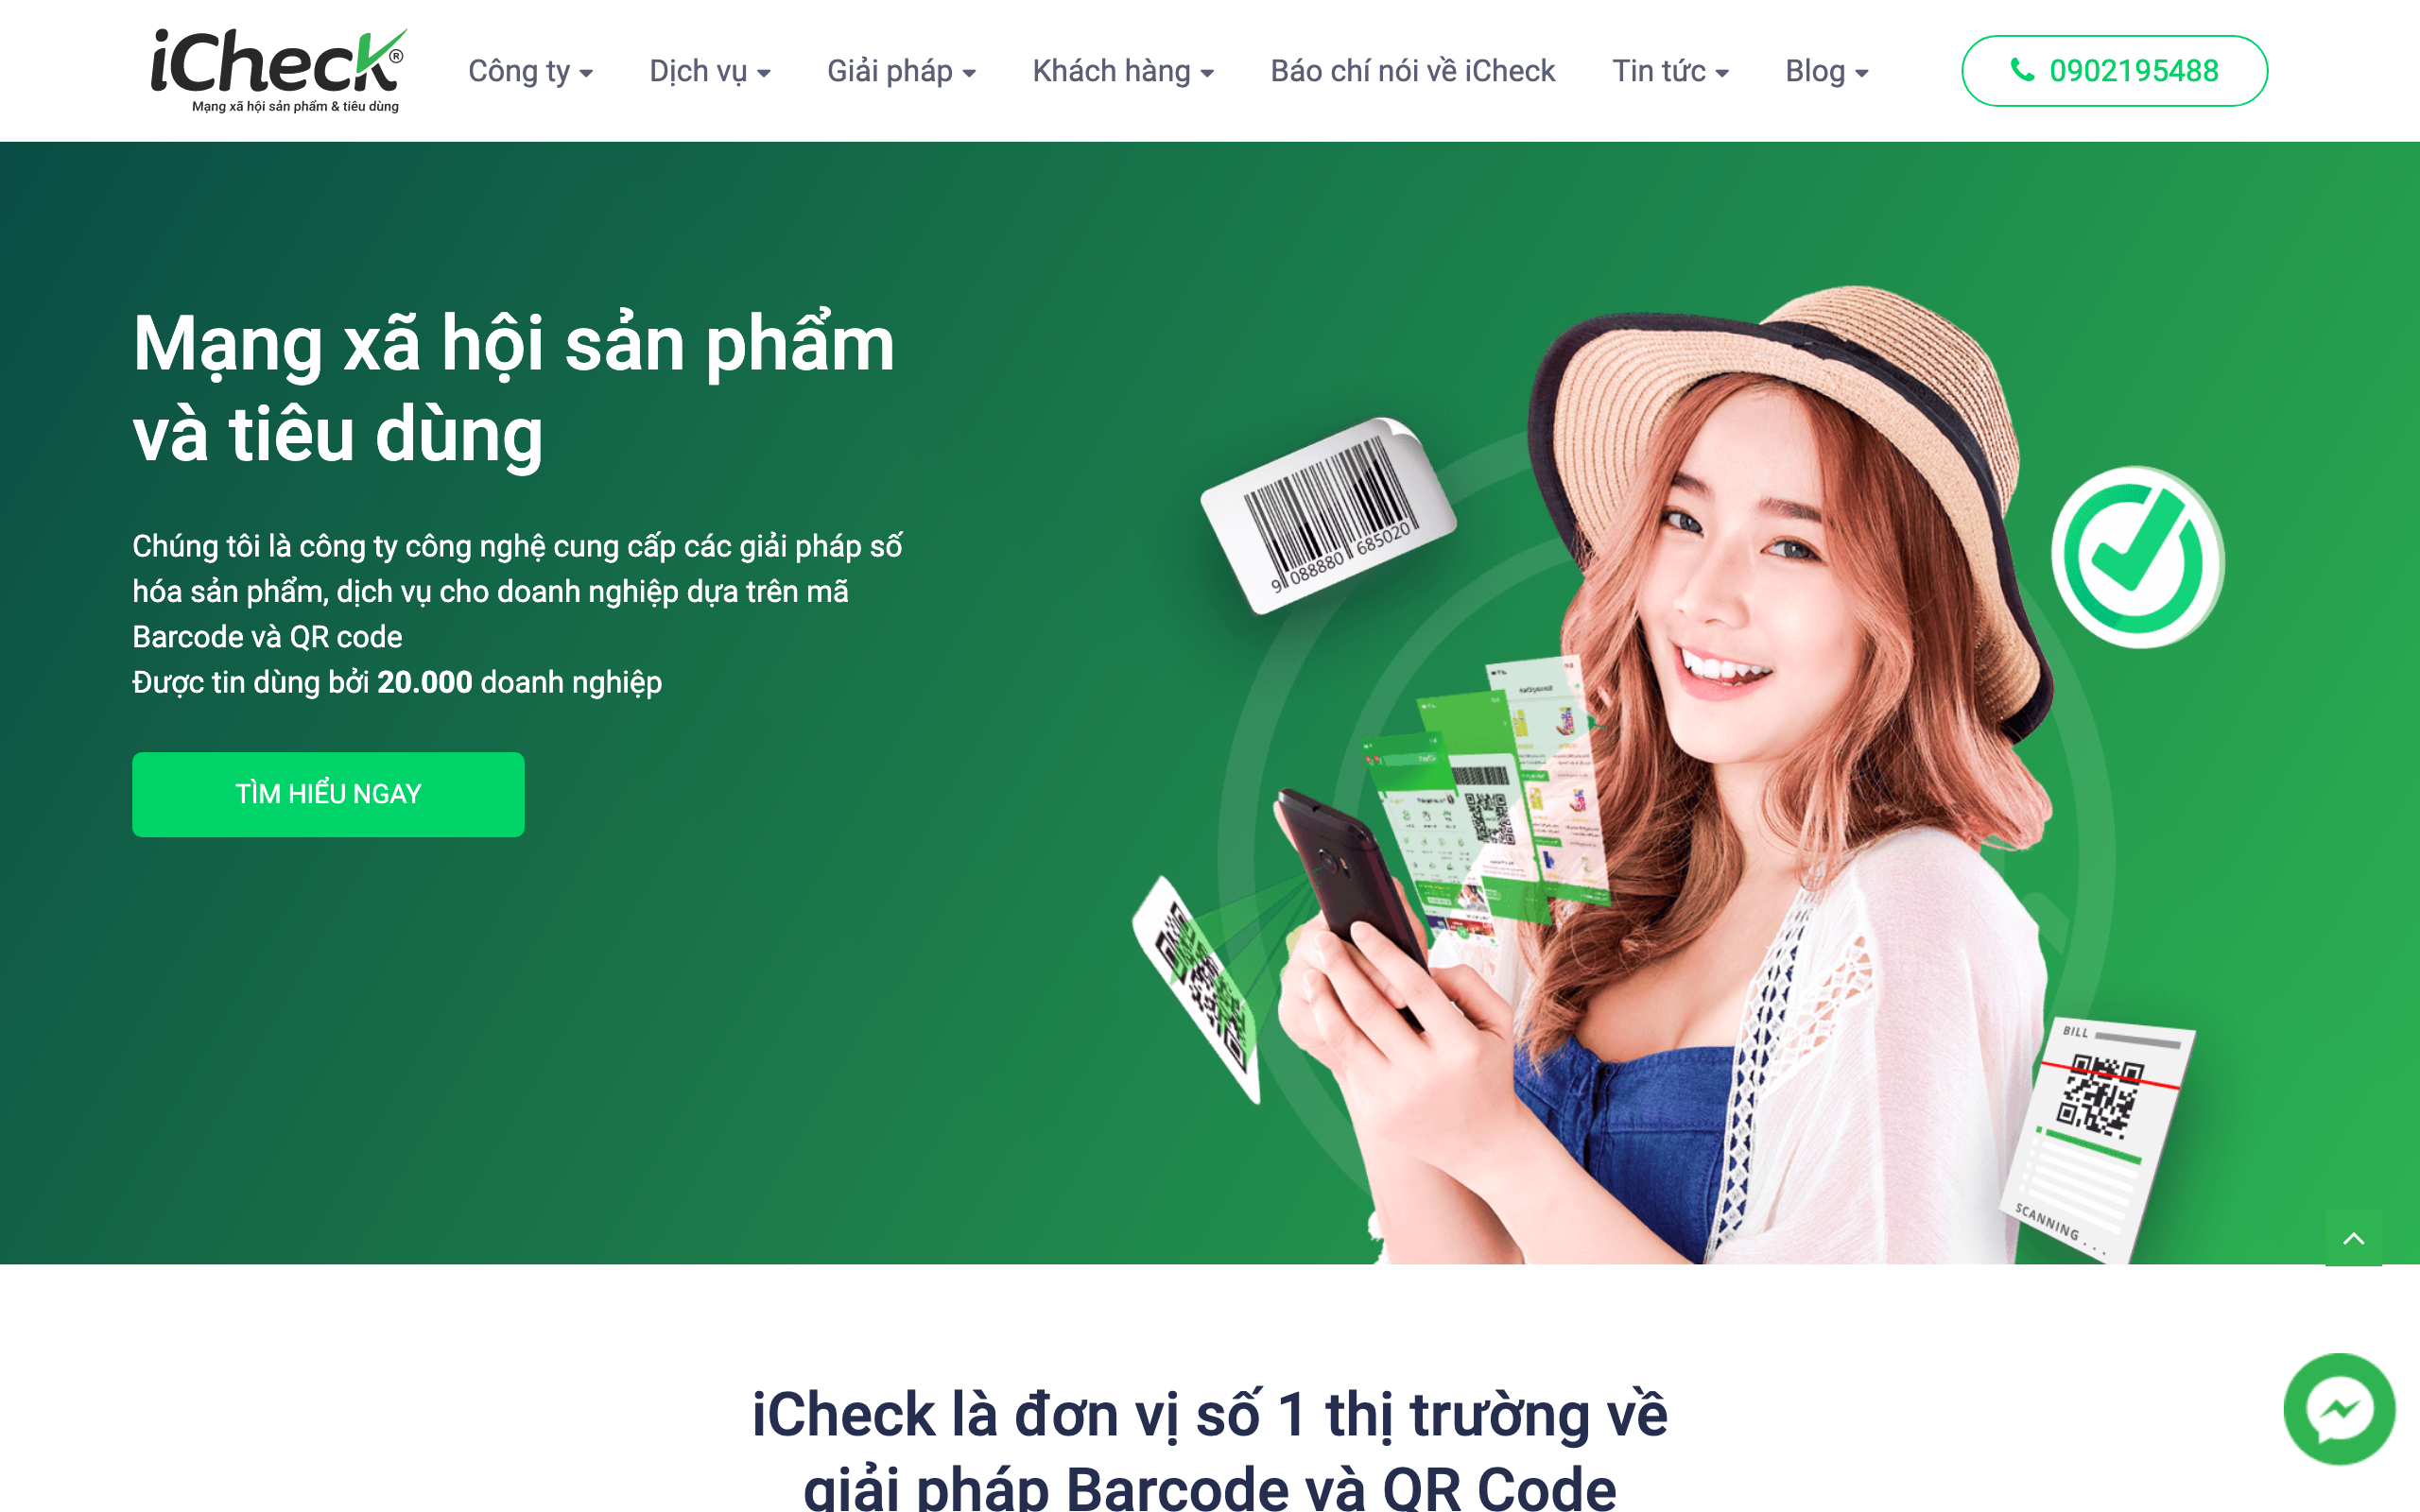 iCheck®
Mạng xã hội sản phẩm & tiêu dùng
Công ty
Dịch vụ
Giải pháp
Khách hàng
Báo chí nói về iCheck
Tin tức
Blog
0902195488
Mạng xã hội sản phẩm
và tiêu dùng
Chúng tôi là công ty công nghệ cung cấp các giải pháp số
hóa sản phẩm, dịch vụ cho doanh nghiệp dựa trên mã
Barcode và QR code
Được tin dùng bởi 20.000 doanh nghiệp
TÌM HIỂU NGAY
9 088880 685020
BILL
SCANNING . . .
iCheck là đơn vị số 1 thị trường về
giải pháp Barcode và QR Code